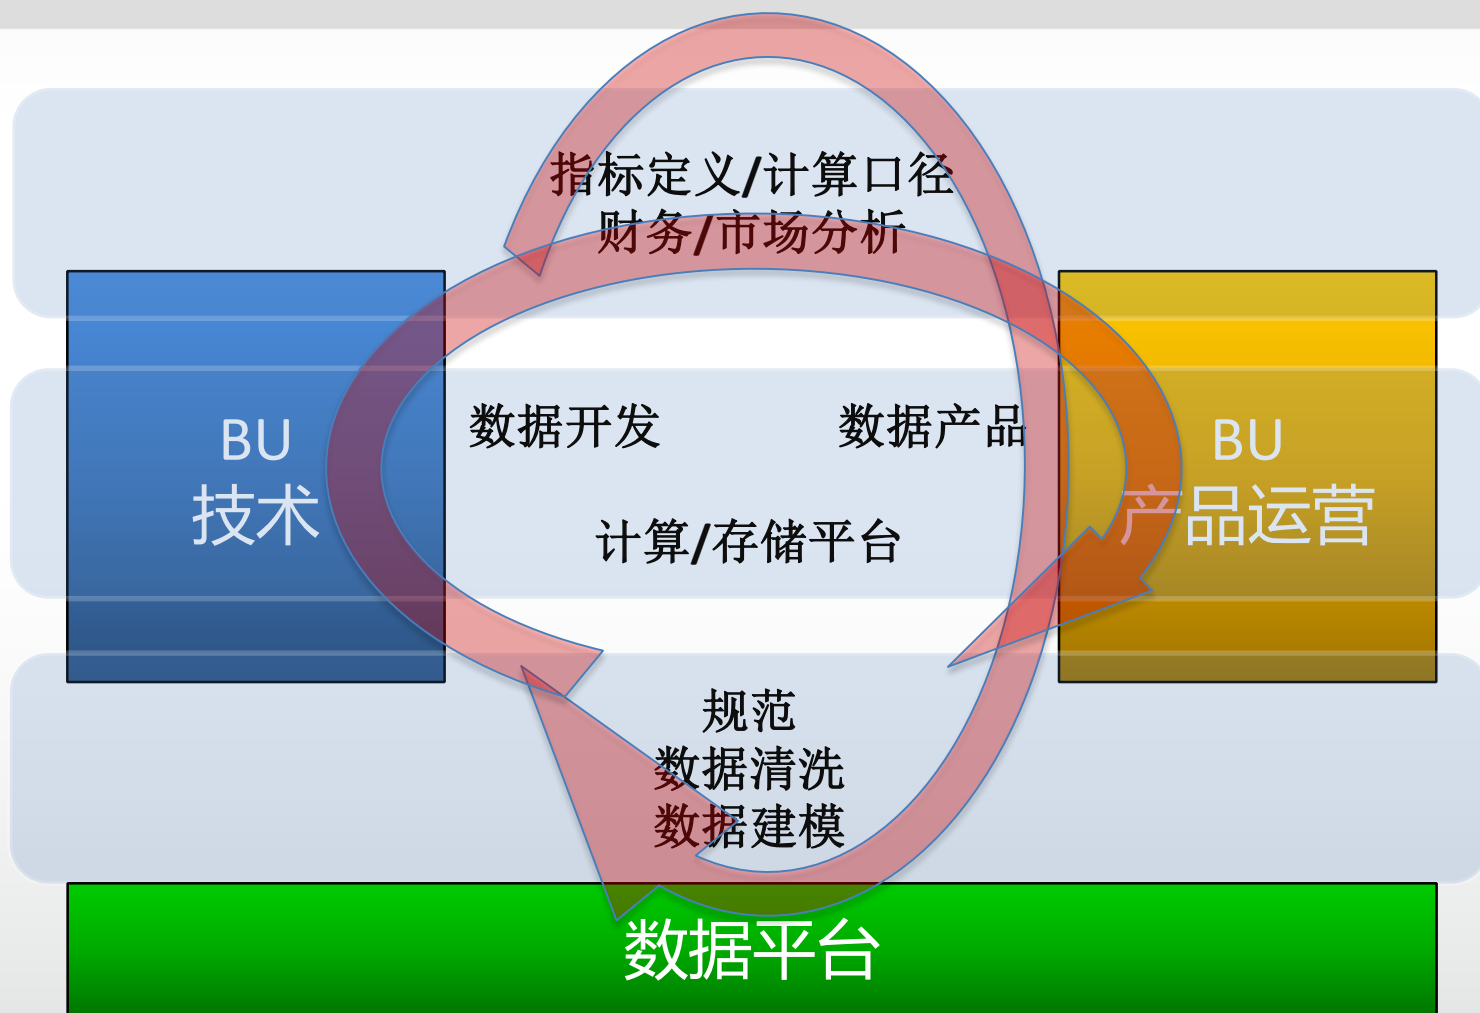 指标定义/计算口径
财务/市场分析
BU
技术
数据开发
数据产品
计算/存储平台
BU
产品运营
规范
数据清洗
数据建模
数据平台